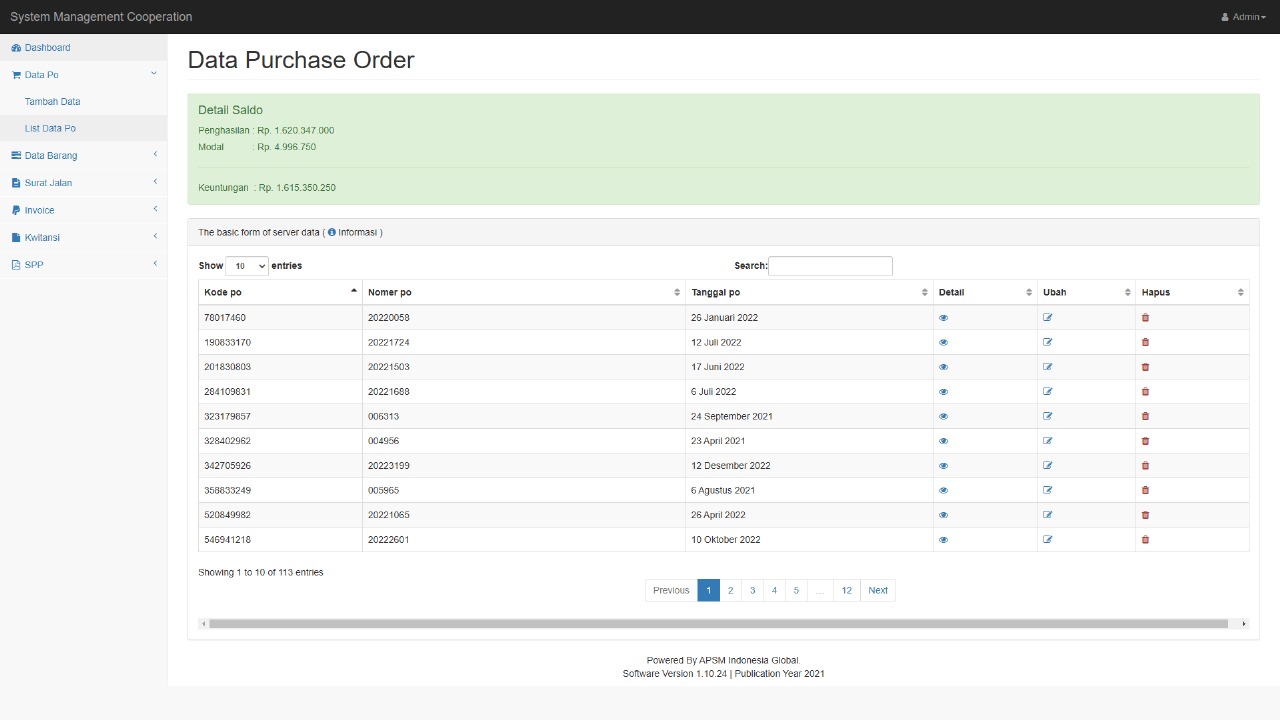 System Management Cooperation
Admin
Dashboard
Data Po
Tambah Data
List Data Po
Data Barang
Surat Jalan
Invoice
Kwitansi
SPP
Data Purchase Order
Detail Saldo
Penghasilan : Rp. 1.620.347.000
Modal : Rp. 4.996.750
Keuntungan : Rp. 1.615.350.250
The basic form of server data ( Informasi )
Show 10 entries Search:
Kode po Nomer po Tanggal po Detail Ubah Hapus
78017460 20220058 26 Januari 2022
190833170 20221724 12 Juli 2022
201830803 20221503 17 Juni 2022
284109831 20221688 6 Juli 2022
323179857 006313 24 September 2021
328402962 004956 23 April 2021
342705926 20223199 12 Desember 2022
358833249 005965 6 Agustus 2021
520849982 20221065 26 April 2022
546941218 20222601 10 Oktober 2022
Showing 1 to 10 of 113 entries
Previous 1 2 3 4 5 … 12 Next
Powered By APSM Indonesia Global.
Software Version 1.10.24 | Publication Year 2021